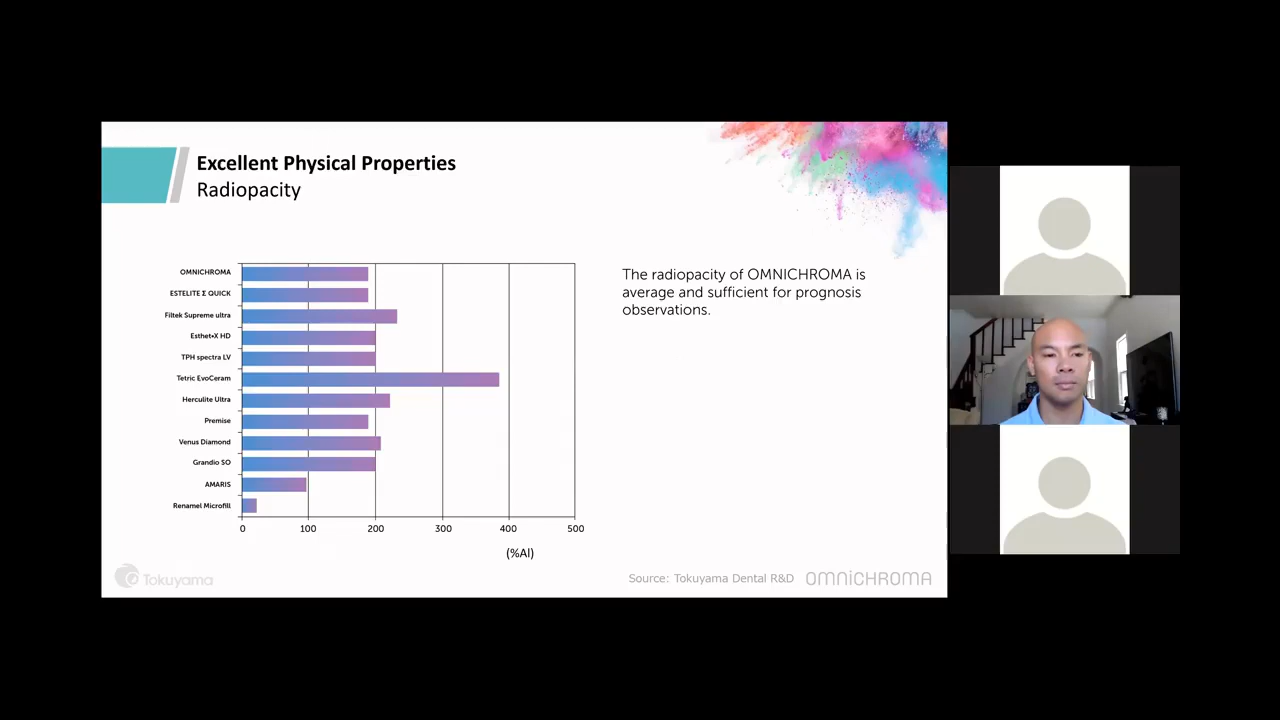 Excellent Physical Properties
Radiopacity
OMNICHROMA
ESTELITE Σ QUICK
Filtek Supreme ultra
Esthet•X HD
TPH spectra LV
Tetric EvoCeram
Herculite Ultra
Premise
Venus Diamond
Grandio SO
AMARIS
Renamel Microfill
0 100 200 300 400 500
(%Al)
The radiopacity of OMNICHROMA is
average and sufficient for prognosis
observations.
Tokuyama
Source: Tokuyama Dental R&D
OMNICHROMA